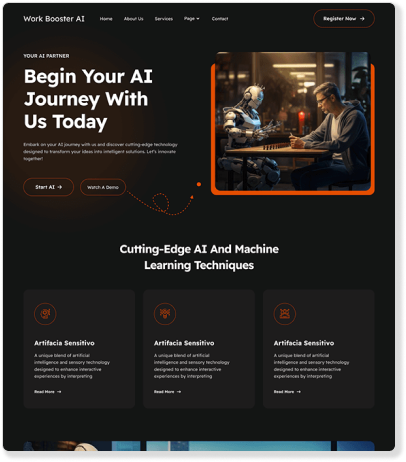 Work Booster AI
Home
About Us
Services
Page
Contact
Register Now →
YOUR AI PARTNER
Begin Your AI
Journey With
Us Today
Embark on your AI journey with us and discover cutting-edge technology
designed to transform your ideas into intelligent solutions. Let's innovate
together!
Start AI →
Watch A Demo
Cutting-Edge AI And Machine
Learning Techniques
Artifacia Sensitivo
A unique blend of artificial
intelligence and sensory technology
designed to enhance interactive
experiences by interpreting
Read More →
Artifacia Sensitivo
A unique blend of artificial
intelligence and sensory technology
designed to enhance interactive
experiences by interpreting
Read More →
Artifacia Sensitivo
A unique blend of artificial
intelligence and sensory technology
designed to enhance interactive
experiences by interpreting
Read More →